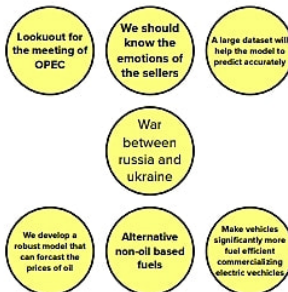 Lookuout for
the meeting of
OPEC
We should
know the
emotions of
the sellers
A large dataset will
help the model to
predict accurately
War
between
russia and
ukraine
We develop a
robust model that
can forcast the
prices of oil
Alternative
non-oil based
fuels
Make vehicles
significantly more
fuel efficient
commercializing
electric vechicles